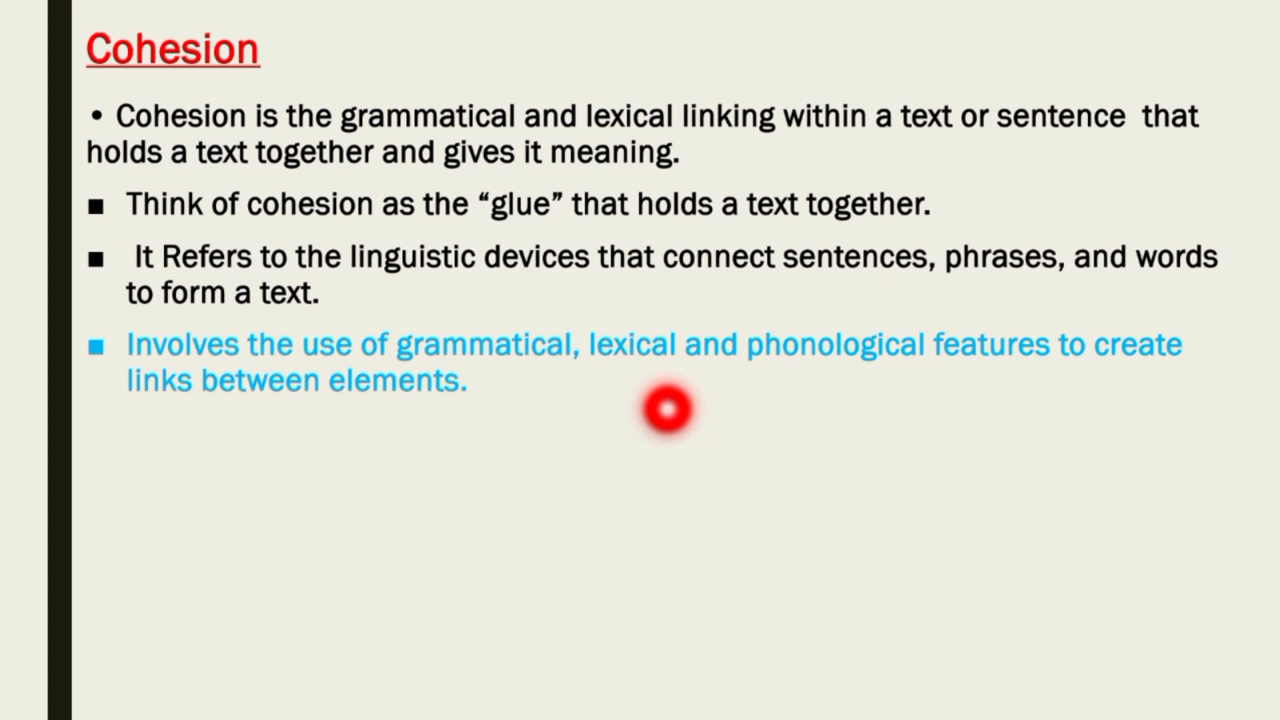 Cohesion
• Cohesion is the grammatical and lexical linking within a text or sentence  that
holds a text together and gives it meaning.
▪ Think of cohesion as the “glue” that holds a text together.
▪ It Refers to the linguistic devices that connect sentences, phrases, and words
to form a text.
▪ Involves the use of grammatical, lexical and phonological features to create
links between elements.